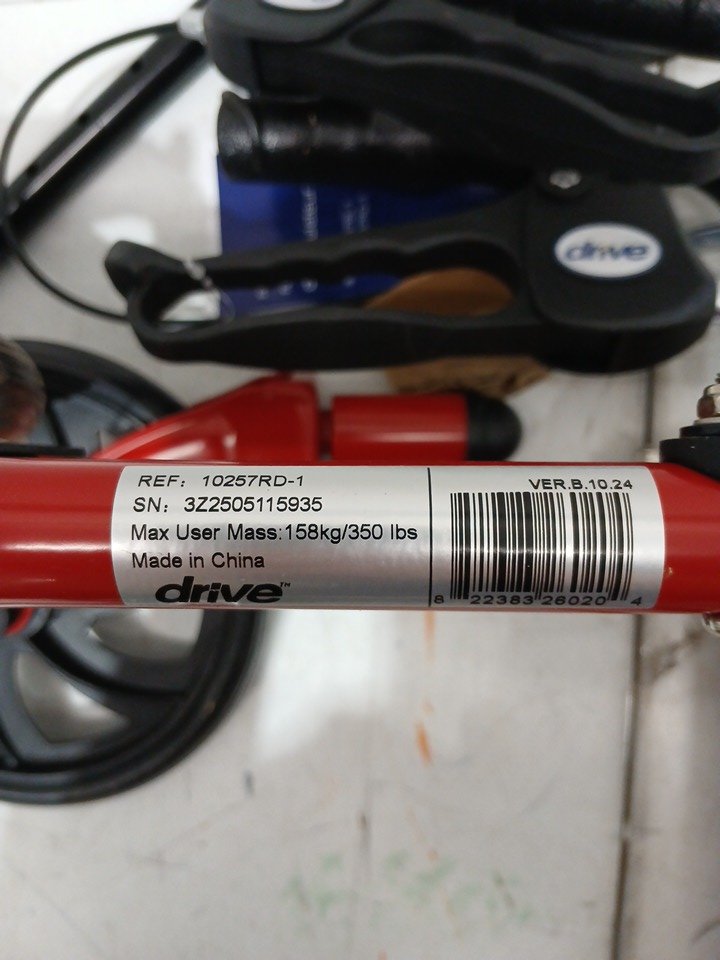 drive
REF: 10257RD-1
SN: 3Z2505115935
Max User Mass:158kg/350 lbs
Made in China
drive™
VER.B.10.24
8 22383 26020 4